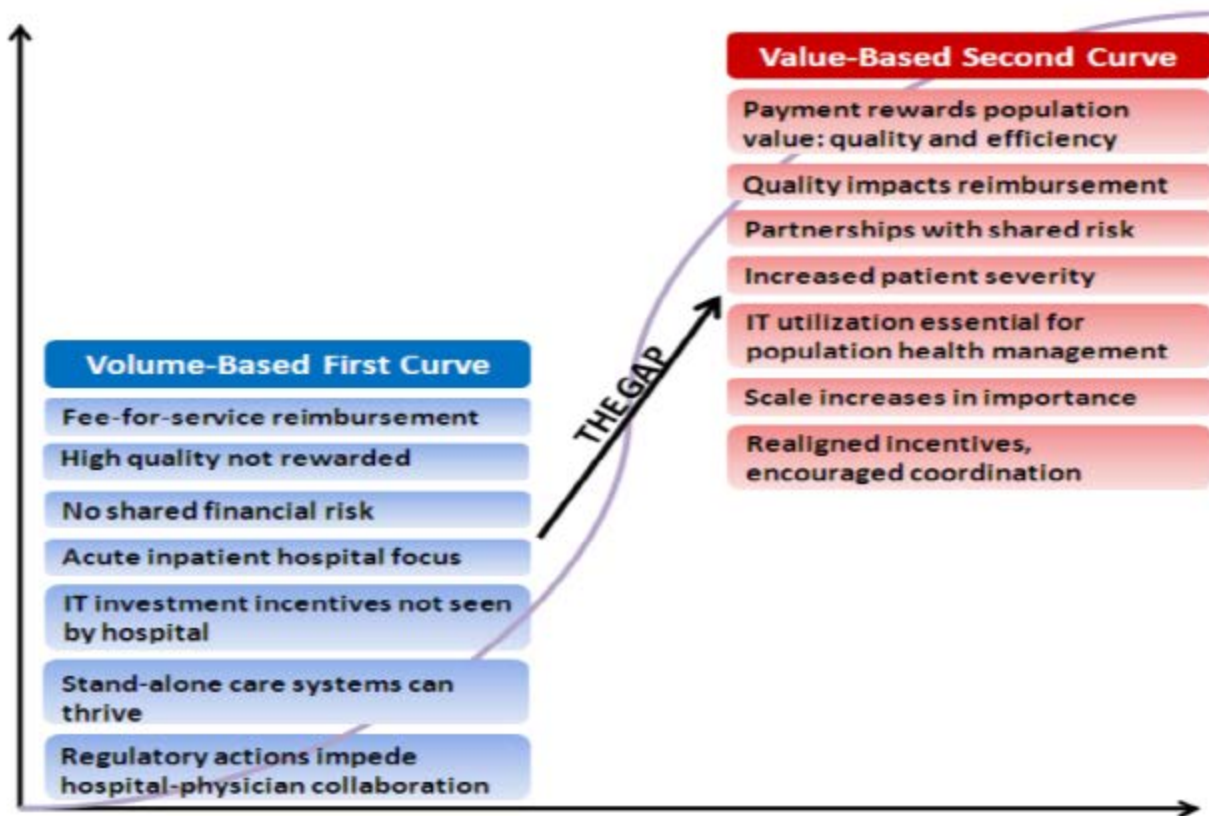 Value-Based Second Curve
Payment rewards population
value: quality and efficiency
Quality impacts reimbursement
Partnerships with shared risk
Increased patient severity
IT utilization essential for
population health management
Scale increases in importance
Realigned incentives,
encouraged coordination
THE GAP
Volume-Based First Curve
Fee-for-service reimbursement
High quality not rewarded
No shared financial risk
Acute inpatient hospital focus
IT investment incentives not seen
by hospital
Stand-alone care systems can
thrive
Regulatory actions impede
hospital-physician collaboration